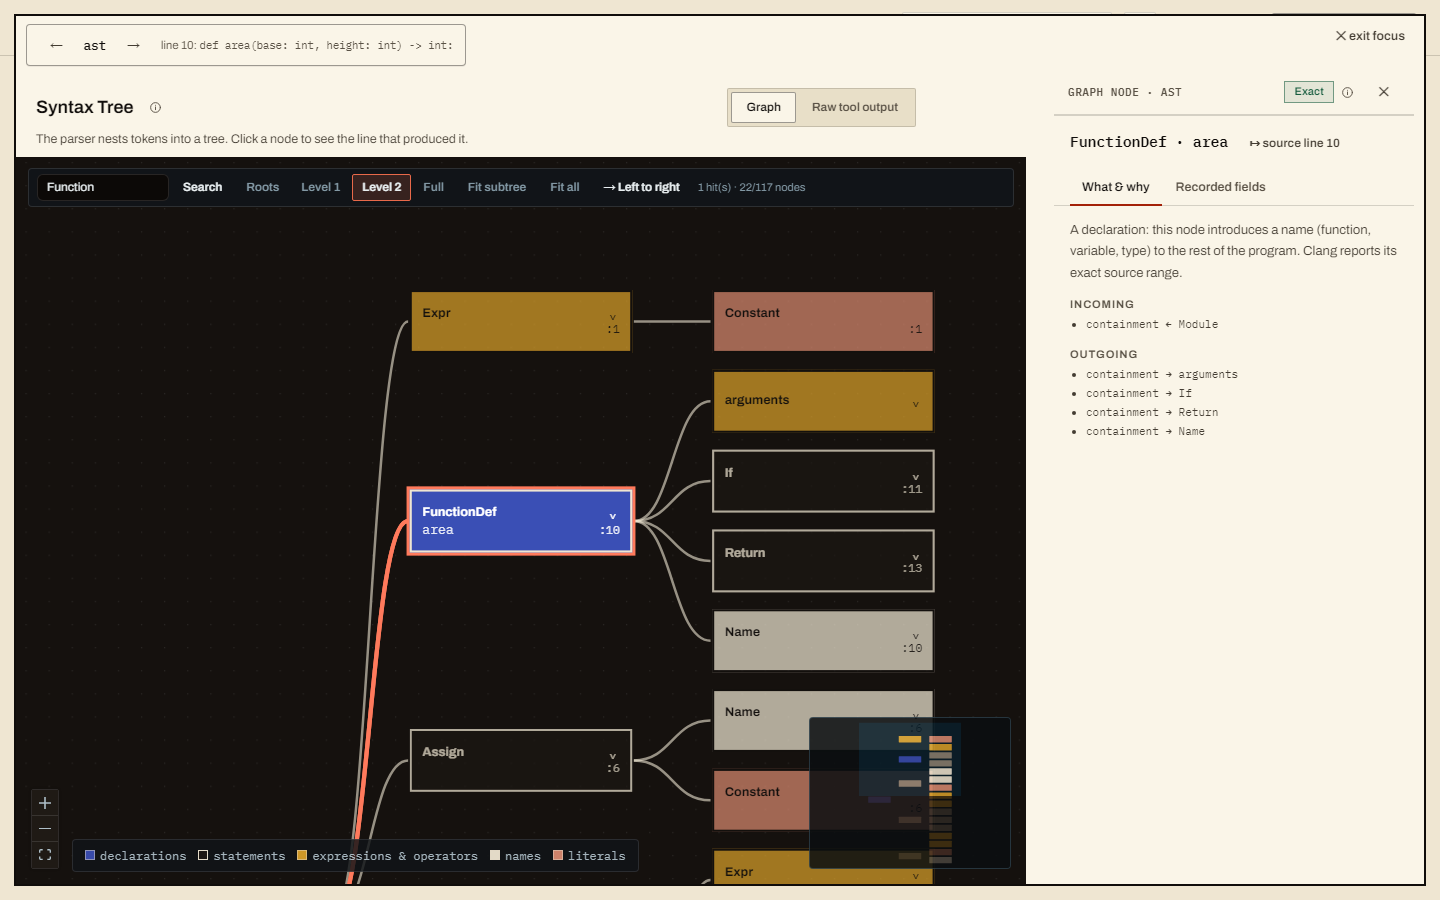 ← ast → line 10: def area(base: int, height: int) -> int:
exit focus
Syntax Tree
Graph Raw tool output
The parser nests tokens into a tree. Click a node to see the line that produced it.
Function Search Roots Level 1 Level 2 Full Fit subtree Fit all → Left to right 1 hit(s) · 22/117 nodes
Expr v :1
Constant :1
arguments v
If v :11
FunctionDef v
area :10
Return v :13
Name v :10
Name v
Assign v :6
Constant
Expr v
declarations statements expressions & operators names literals
GRAPH NODE · AST Exact
FunctionDef · area ↦ source line 10
What & why Recorded fields
A declaration: this node introduces a name (function,
variable, type) to the rest of the program. Clang reports its
exact source range.
INCOMING
• containment ← Module
OUTGOING
• containment → arguments
• containment → If
• containment → Return
• containment → Name